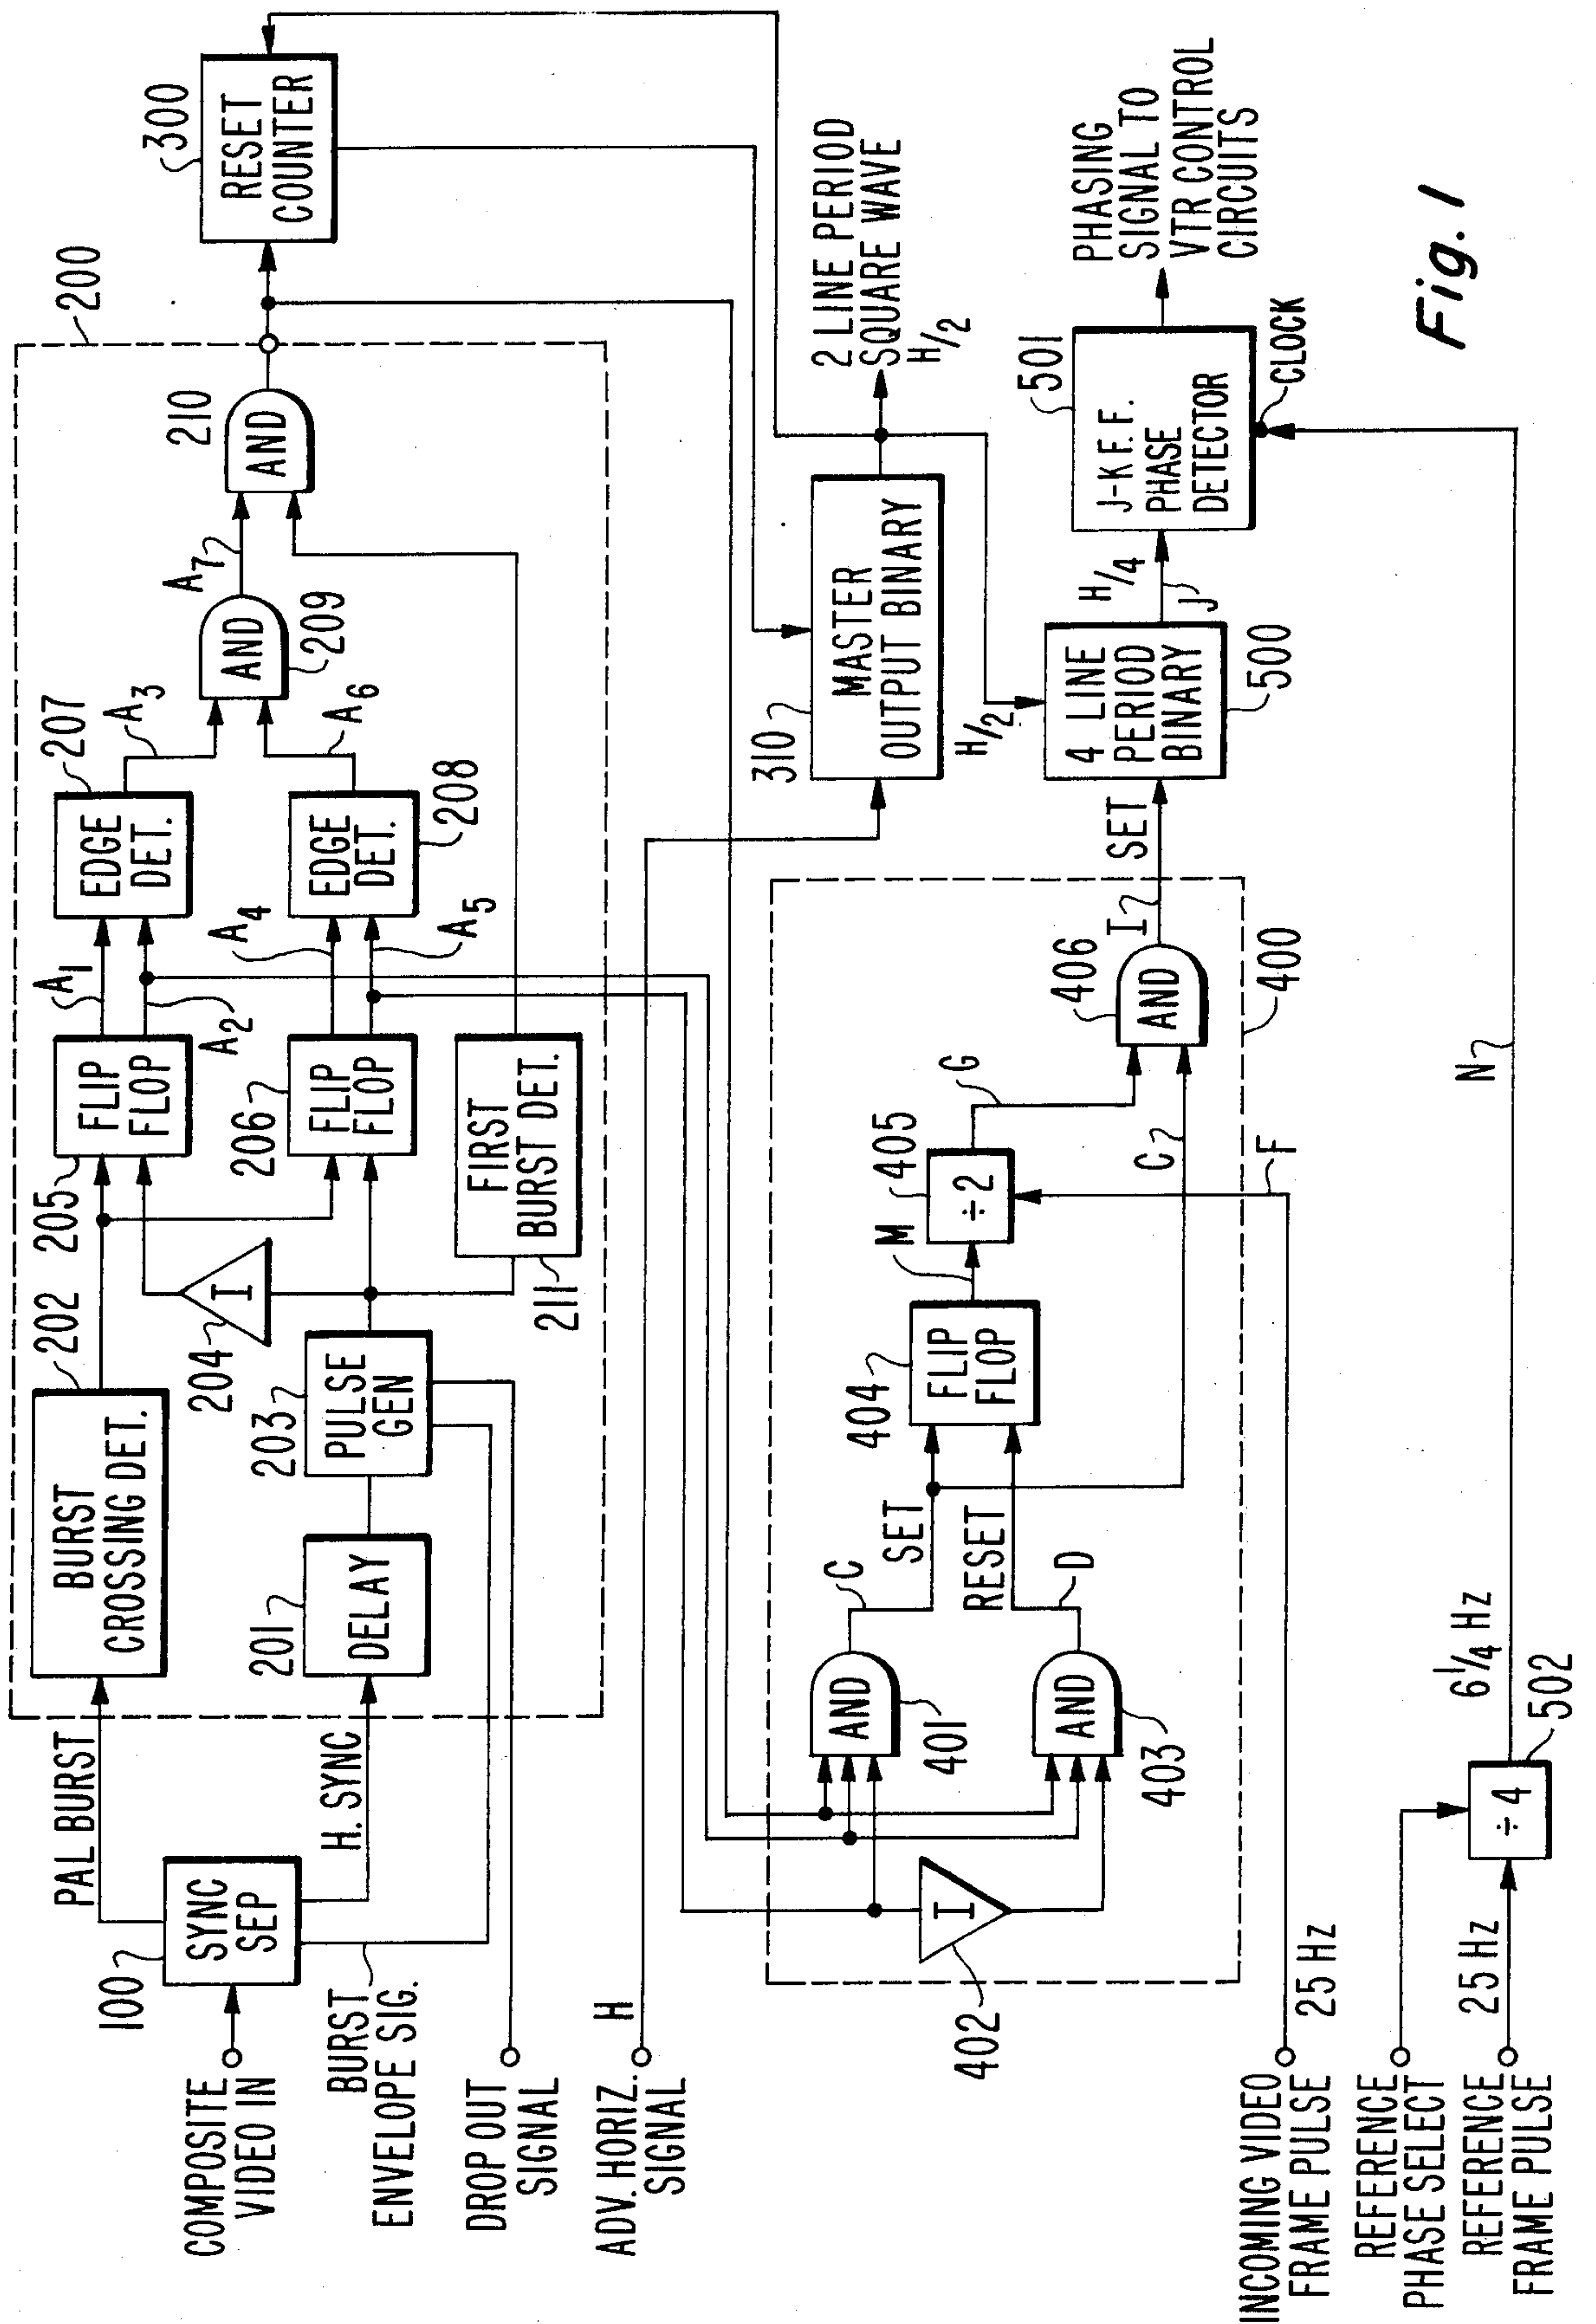 COMPOSITE
VIDEO IN
100
SYNC
SEP
PAL BURST
H. SYNC
BURST
ENVELOPE SIG.
DROP OUT
SIGNAL
ADV. HORIZ.
SIGNAL
H
200
202
BURST
CROSSING DET.
201
DELAY
203
PULSE
GEN
204
I
205
FLIP
FLOP
206
FLIP
FLOP
211
FIRST
BURST DET.
A1
A2
A4
A5
207
EDGE
DET.
208
EDGE
DET.
A3
A6
209
AND
A7
210
AND
300
RESET
COUNTER
310
MASTER
OUTPUT BINARY
2 LINE PERIOD
SQUARE WAVE
H/2
H/2
400
401
AND
402
I
403
AND
C
D
SET
RESET
404
FLIP
FLOP
M
405
÷2
G
C
F
406
AND
I
SET
500
4 LINE
PERIOD
BINARY
H/4
J
501
J-K F. F.
PHASE
DETECTOR
CLOCK
PHASING
SIGNAL TO
VTR CONTROL
CIRCUITS
INCOMING VIDEO
FRAME PULSE
25 Hz
REFERENCE
PHASE SELECT
REFERENCE
FRAME PULSE
25 Hz
÷4
502
6 1/4 Hz
N
Fig. 1